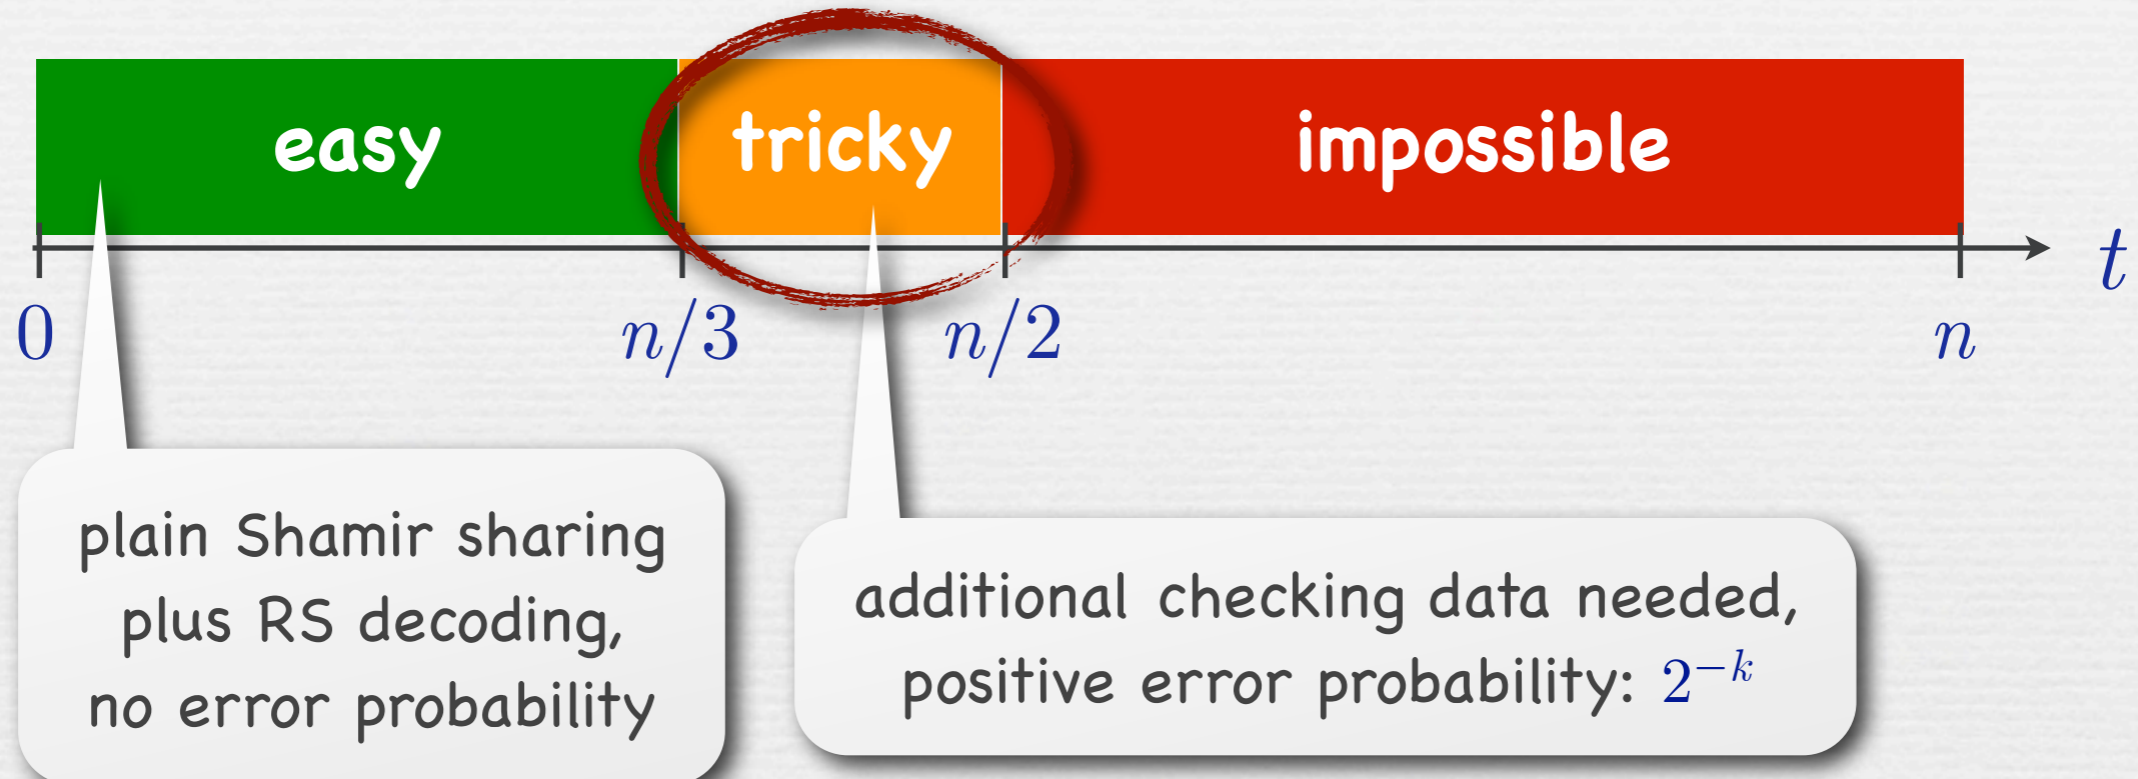 easy tricky impossible
t
0 n/3 n/2 n
plain Shamir sharing
plus RS decoding,
no error probability
additional checking data needed,
positive error probability: 2^{-k}